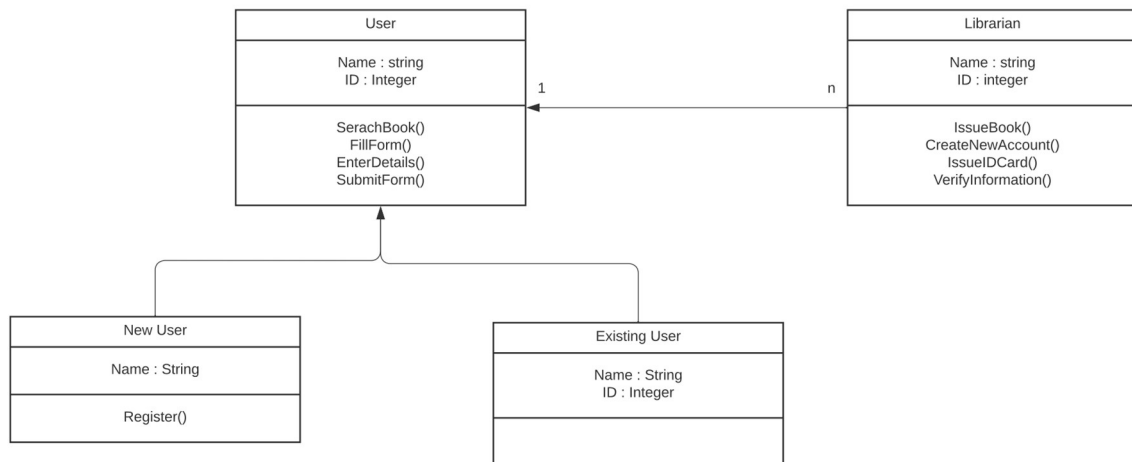 User
Name : string
ID : Integer
SerachBook()
FillForm()
EnterDetails()
SubmitForm()
1
n
Librarian
Name : string
ID : integer
IssueBook()
CreateNewAccount()
IssueIDCard()
VerifyInformation()
New User
Name : String
Register()
Existing User
Name : String
ID : Integer